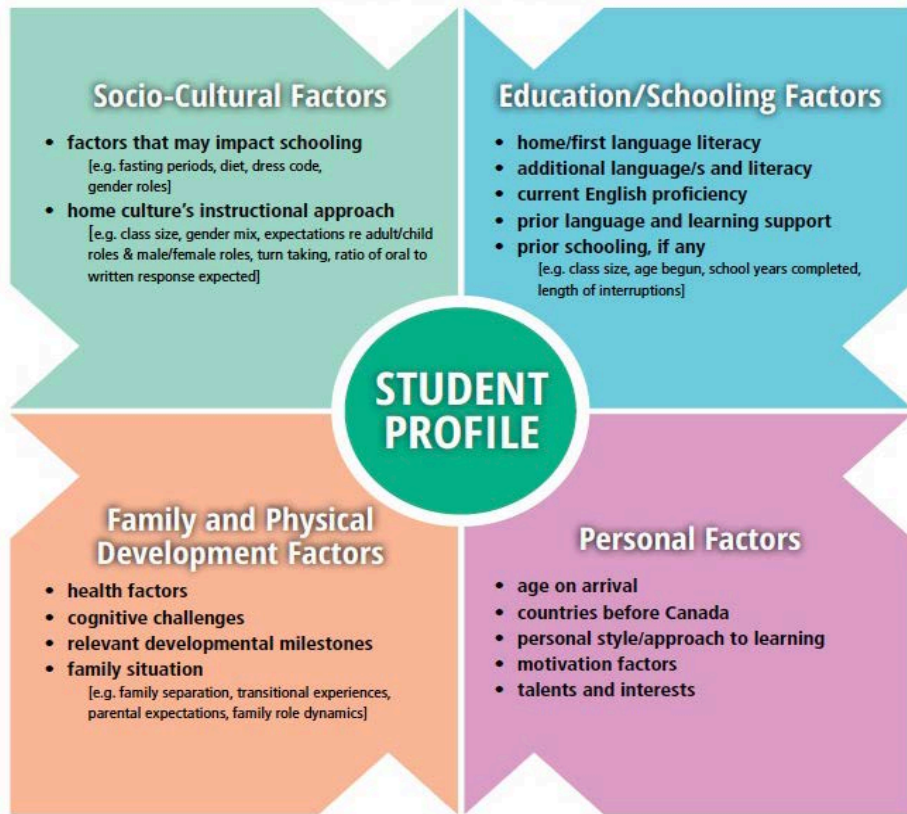 Socio-Cultural Factors
• factors that may impact schooling
[e.g. fasting periods, diet, dress code,
gender roles]
• home culture's instructional approach
[e.g. class size, gender mix, expectations re adult/child
roles & male/female roles, turn taking, ratio of oral to
written response expected]
Education/Schooling Factors
• home/first language literacy
• additional language/s and literacy
• current English proficiency
• prior language and learning support
• prior schooling, if any
[e.g. class size, age begun, school years completed,
length of interruptions]
STUDENT
PROFILE
Family and Physical
Development Factors
• health factors
• cognitive challenges
• relevant developmental milestones
• family situation
[e.g. family separation, transitional experiences,
parental expectations, family role dynamics]
Personal Factors
• age on arrival
• countries before Canada
• personal style/approach to learning
• motivation factors
• talents and interests